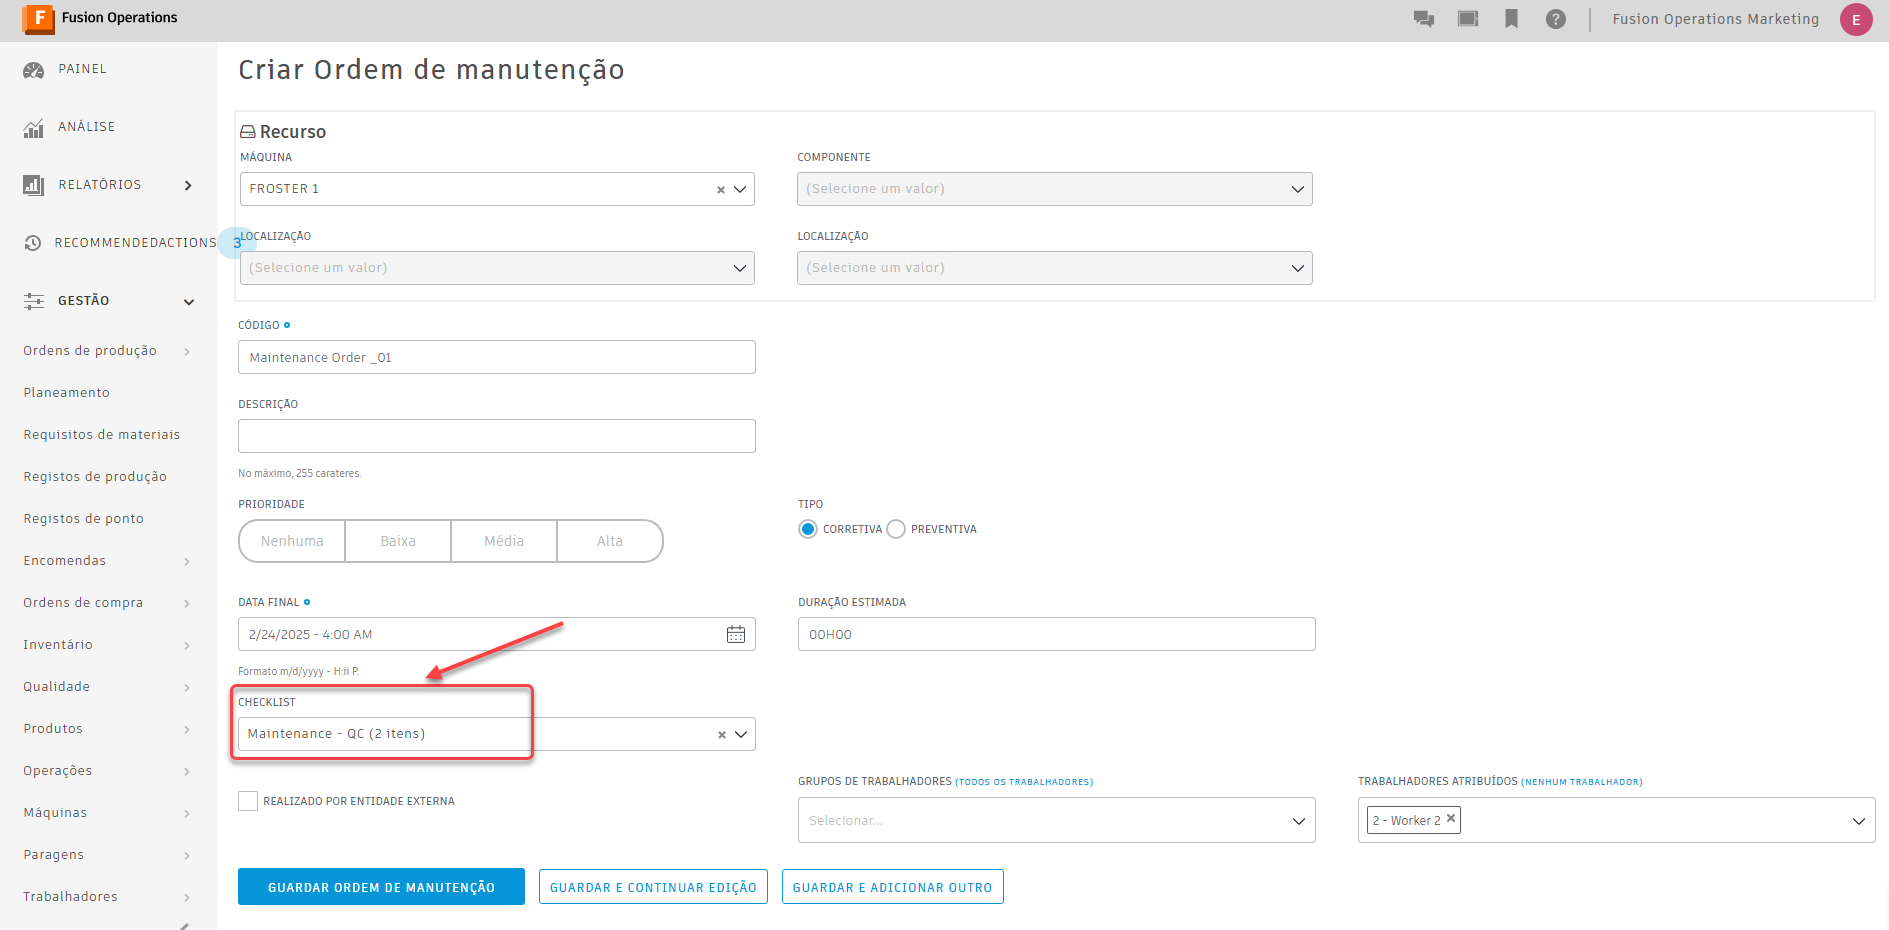 F Fusion Operations
? Fusion Operations Marketing E
PAINEL
ANÁLISE
RELATÓRIOS
RECOMMENDEDACTIONS 3
GESTÃO
Ordens de produção
Planeamento
Requisitos de materiais
Registos de produção
Registos de ponto
Encomendas
Ordens de compra
Inventário
Qualidade
Produtos
Operações
Máquinas
Paragens
Trabalhadores
Criar Ordem de manutenção
Recurso
MÁQUINA
FROSTER 1
COMPONENTE
(Selecione um valor)
LOCALIZAÇÃO
(Selecione um valor)
LOCALIZAÇÃO
(Selecione um valor)
CÓDIGO
Maintenance Order _01
DESCRIÇÃO
No máximo, 255 carateres.
PRIORIDADE
Nenhuma Baixa Média Alta
TIPO
CORRETIVA PREVENTIVA
DATA FINAL
2/24/2025 - 4:00 AM
Formato m/d/yyyy - H:ii P.
DURAÇÃO ESTIMADA
00H00
CHECKLIST
Maintenance - QC (2 itens)
REALIZADO POR ENTIDADE EXTERNA
GRUPOS DE TRABALHADORES (TODOS OS TRABALHADORES)
Selecionar...
TRABALHADORES ATRIBUÍDOS (NENHUM TRABALHADOR)
2 - Worker 2
GUARDAR ORDEM DE MANUTENÇÃO
GUARDAR E CONTINUAR EDIÇÃO
GUARDAR E ADICIONAR OUTRO